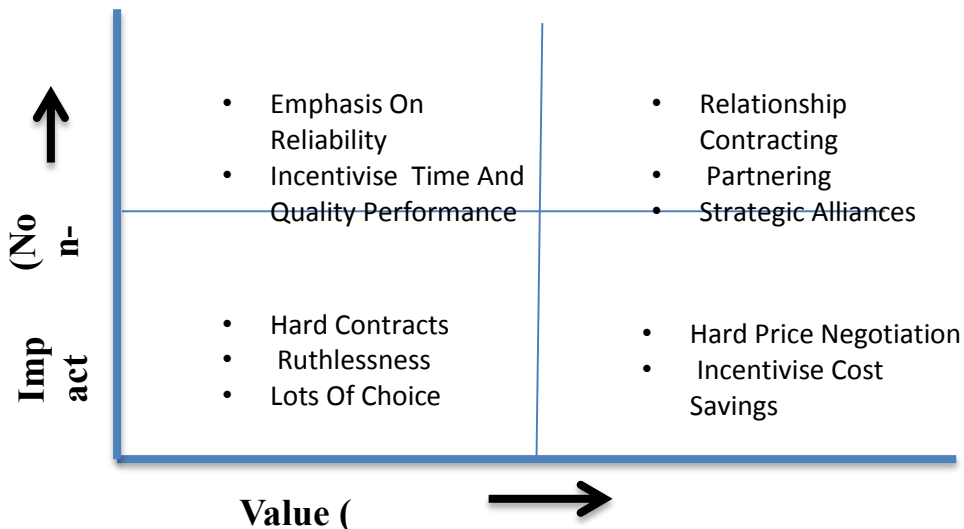 • Emphasis On
Reliability
• Incentivise Time And
Quality Performance
• Relationship
Contracting
• Partnering
• Strategic Alliances
• Hard Contracts
• Ruthlessness
• Lots Of Choice
• Hard Price Negotiation
• Incentivise Cost
Savings
Imp
act
(No
n-
Value (